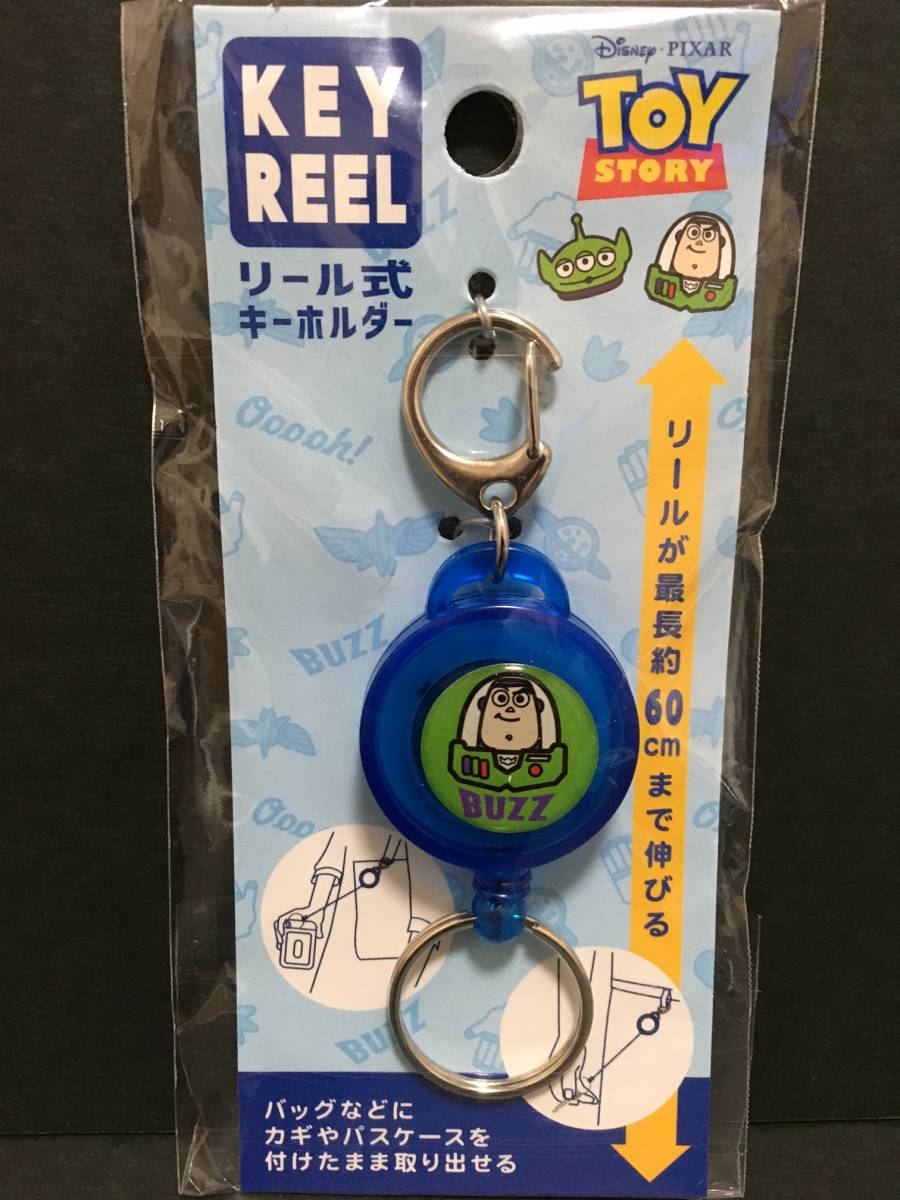 KEY
REEL
リール式
キーホルダー
Disney・PIXAR
TOY
STORY
Ooooh!
BUZZ
BUZZ
BUZZ
Ooo
BUZZ
リールが最長約60cmまで伸びる
バッグなどに
カギやパスケースを
付けたまま取り出せる